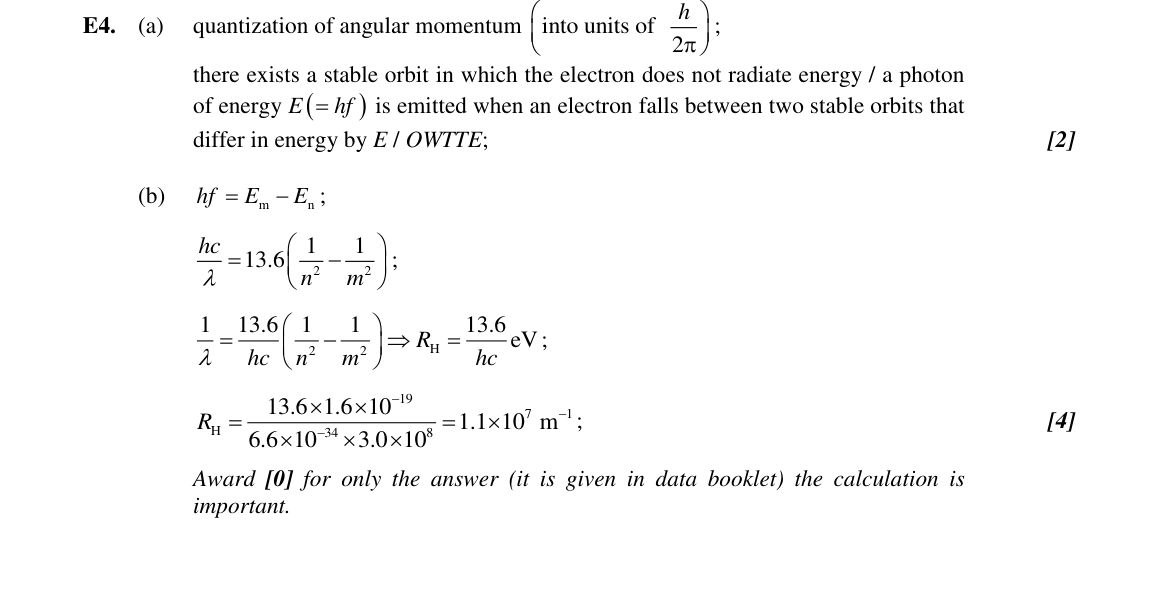 E4. (a) quantization of angular momentum (into units of h/2π);
there exists a stable orbit in which the electron does not radiate energy / a photon
of energy E(= hf) is emitted when an electron falls between two stable orbits that
differ in energy by E / OWTTE; [2]
(b) hf = Eₘ − Eₙ ;
hc/λ = 13.6(1/n² − 1/m²);
1/λ = 13.6/hc (1/n² − 1/m²) ⇒ R_H = 13.6/hc eV ;
R_H = (13.6×1.6×10⁻¹⁹)/(6.6×10⁻³⁴×3.0×10⁸) = 1.1×10⁷ m⁻¹ ; [4]
Award [0] for only the answer (it is given in data booklet) the calculation is
important.